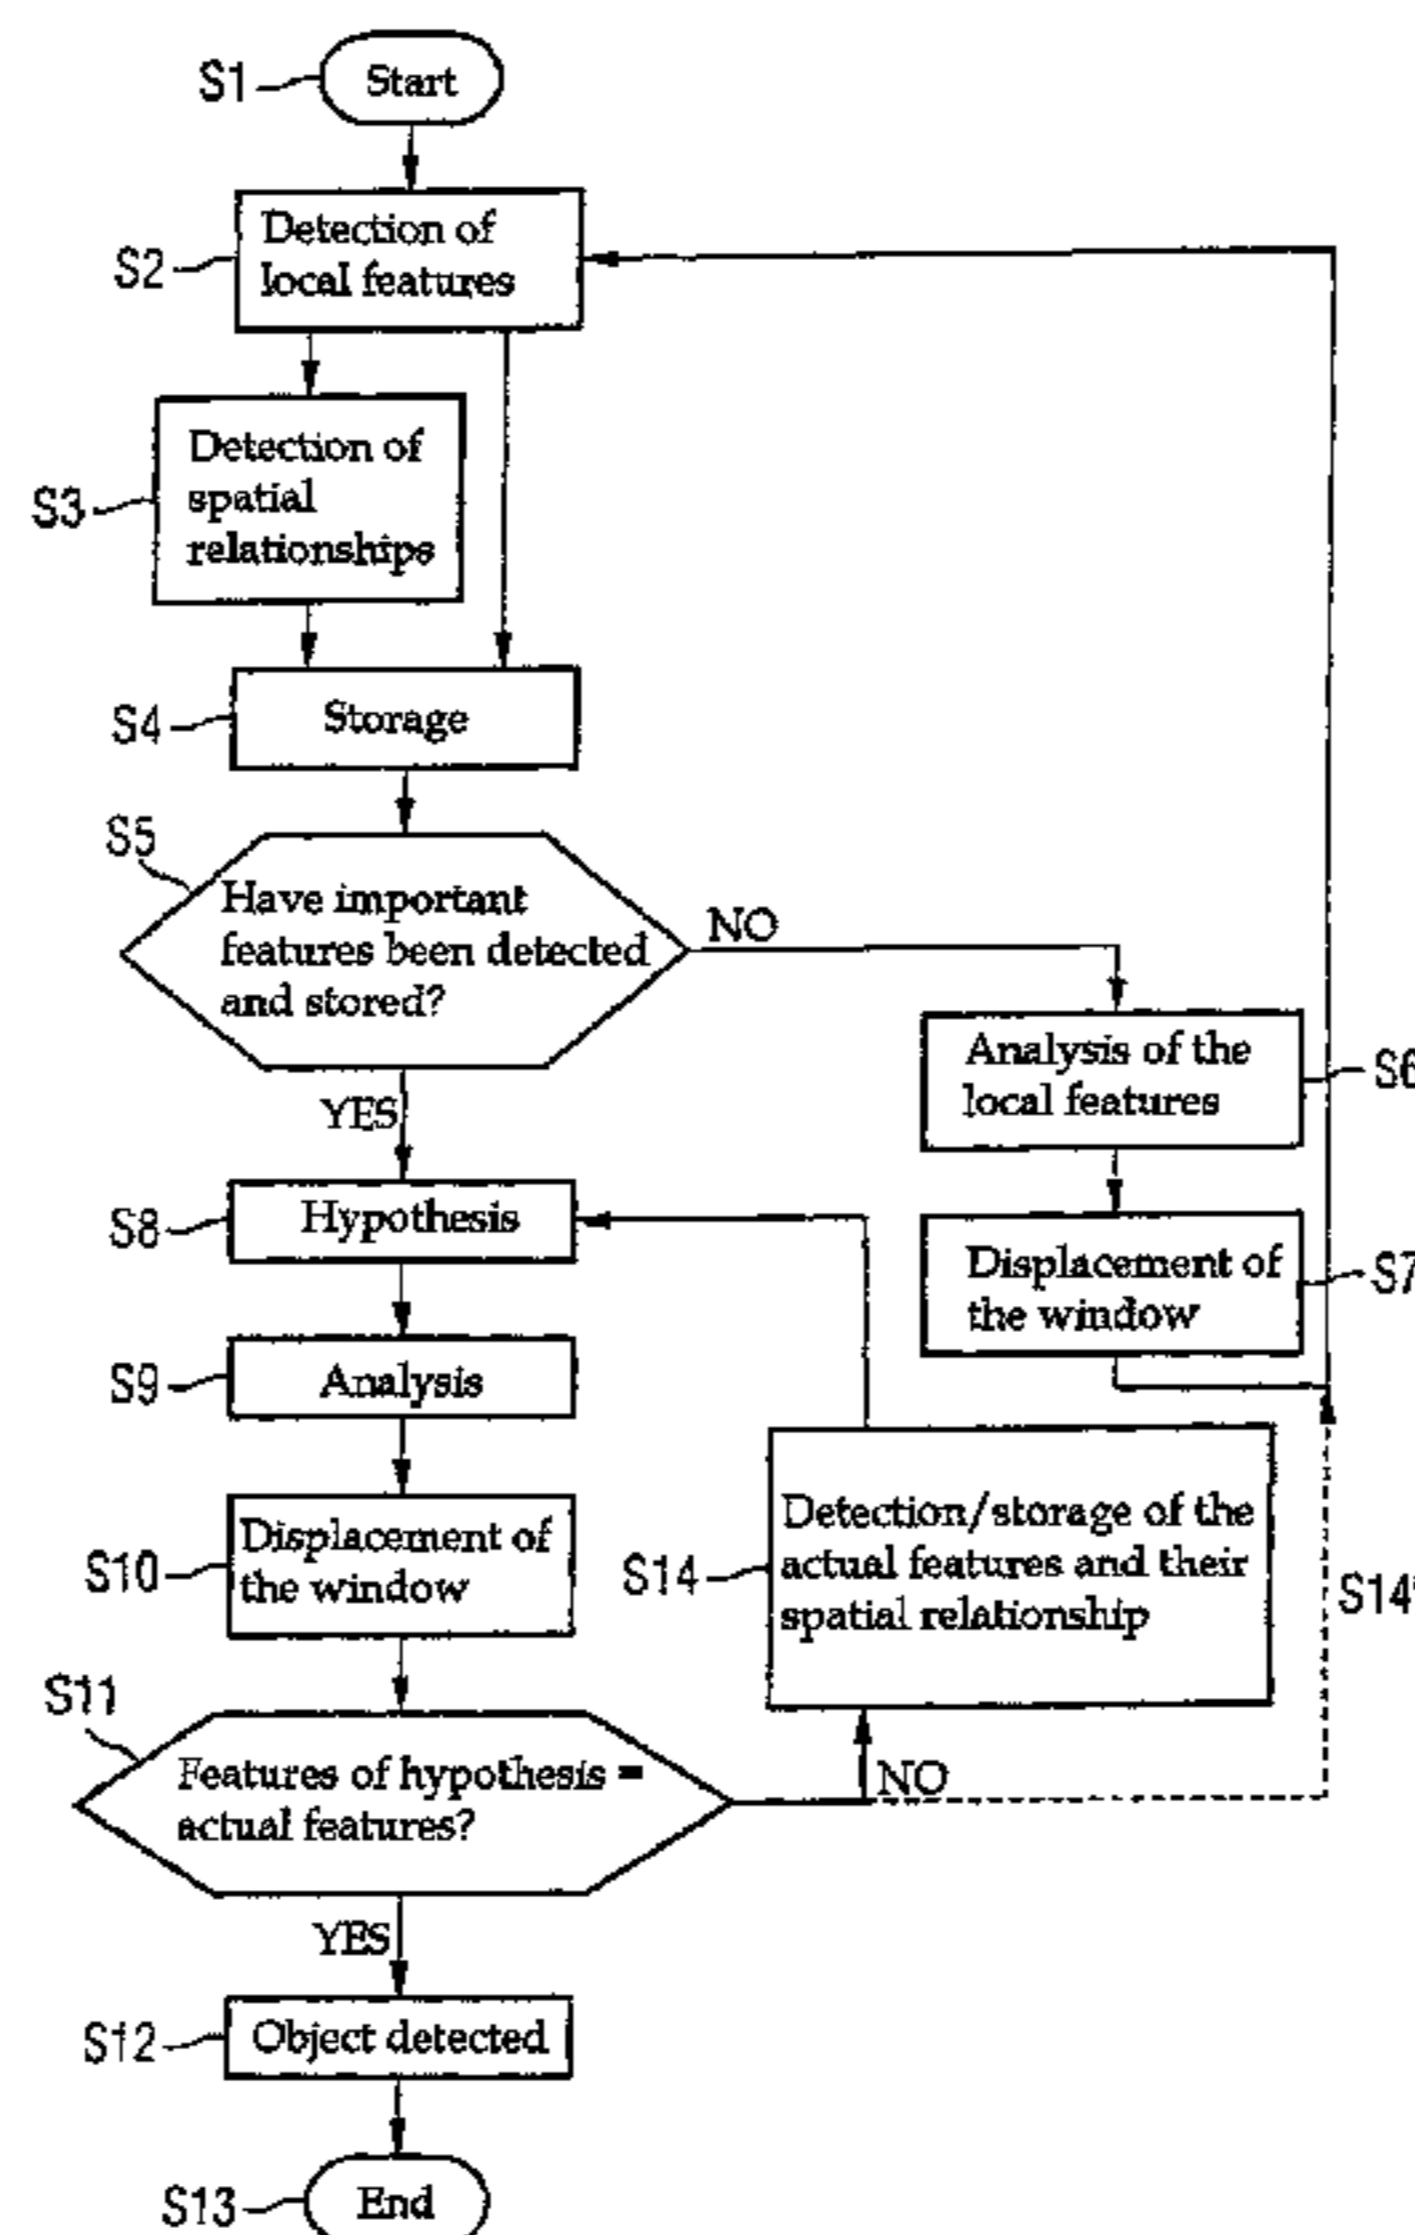 S1
Start
S2
Detection of
local features
S3
Detection of
spatial
relationships
S4
Storage
S5
Have important
features been detected
and stored?
NO
YES
Analysis of the
local features
S6
Displacement of
the window
S7
S8
Hypothesis
S9
Analysis
S10
Displacement of
the window
S14
Detection/storage of the
actual features and their
spatial relationship
S14'
S11
Features of hypothesis =
actual features?
NO
YES
S12
Object detected
S13
End